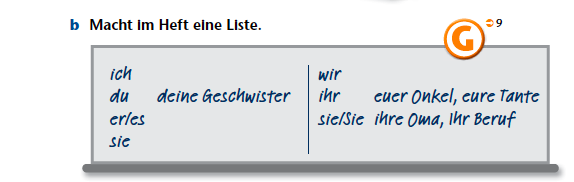 b Macht im Heft eine Liste.
G 9
ich
du deine Geschwister
er/es
sie
wir
ihr euer Onkel, eure Tante
sie/Sie ihre Oma, Ihr Beruf